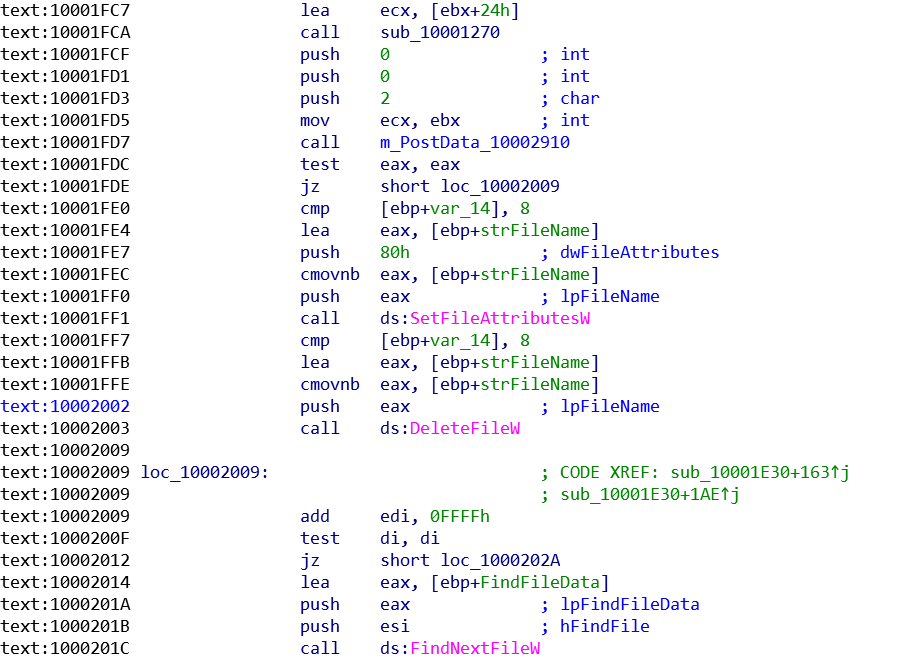 text:10001FC7 lea ecx, [ebx+24h]
text:10001FCA call sub_10001270
text:10001FCF push 0 ; int
text:10001FD1 push 0 ; int
text:10001FD3 push 2 ; char
text:10001FD5 mov ecx, ebx ; int
text:10001FD7 call m_PostData_10002910
text:10001FDC test eax, eax
text:10001FDE jz short loc_10002009
text:10001FE0 cmp [ebp+var_14], 8
text:10001FE4 lea eax, [ebp+strFileName]
text:10001FE7 push 80h ; dwFileAttributes
text:10001FEC cmovnb eax, [ebp+strFileName]
text:10001FF0 push eax ; lpFileName
text:10001FF1 call ds:SetFileAttributesW
text:10001FF7 cmp [ebp+var_14], 8
text:10001FFB lea eax, [ebp+strFileName]
text:10001FFE cmovnb eax, [ebp+strFileName]
text:10002002 push eax ; lpFileName
text:10002003 call ds:DeleteFileW
text:10002009
text:10002009 loc_10002009: ; CODE XREF: sub_10001E30+163↑j
text:10002009 ; sub_10001E30+1AE↑j
text:10002009 add edi, 0FFFFh
text:1000200F test di, di
text:10002012 jz short loc_1000202A
text:10002014 lea eax, [ebp+FindFileData]
text:1000201A push eax ; lpFindFileData
text:1000201B push esi ; hFindFile
text:1000201C call ds:FindNextFileW